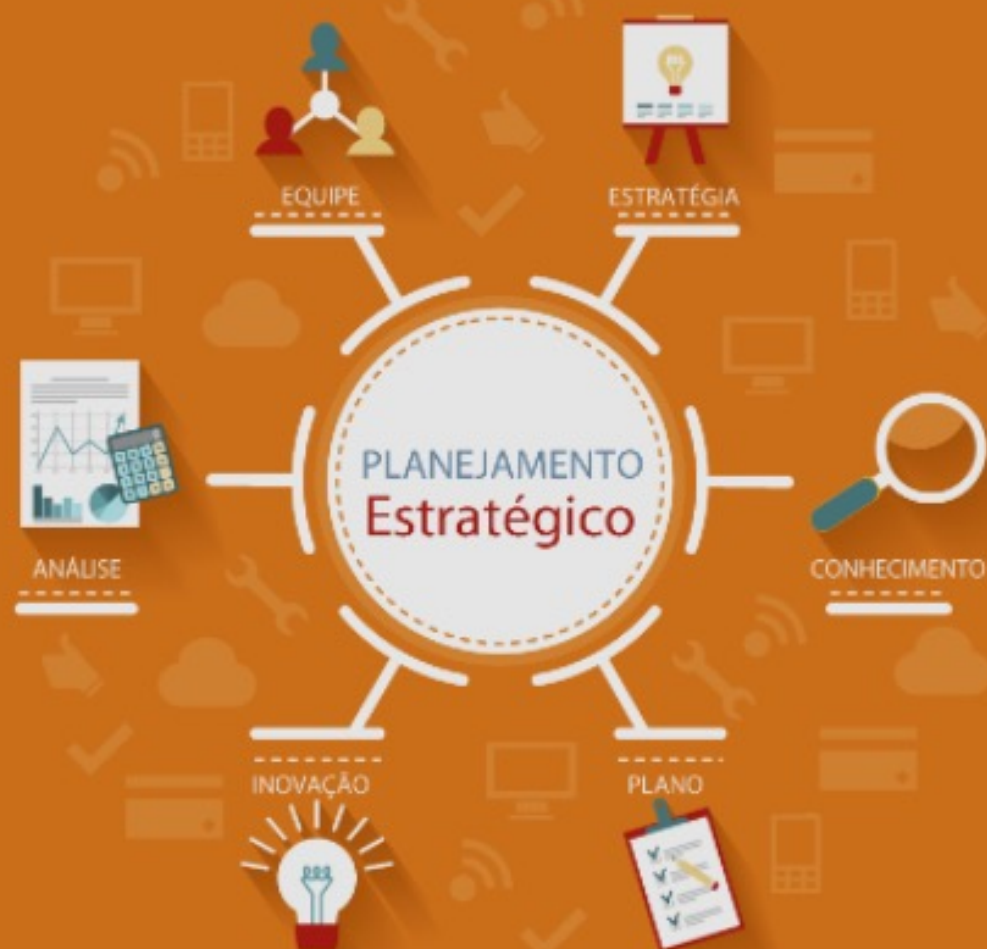 EQUIPE
ESTRATÉGIA
PLANEJAMENTO
Estratégico
ANÁLISE
CONHECIMENTO
INOVAÇÃO
PLANO